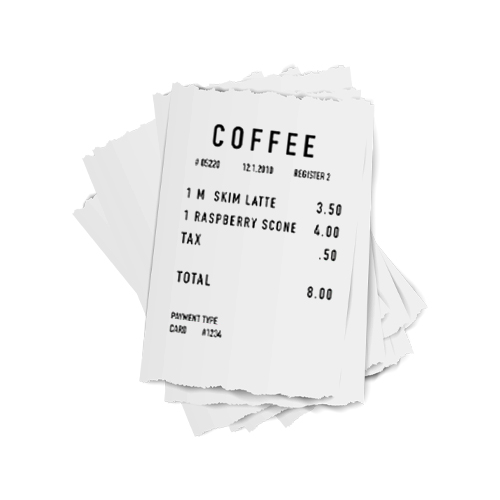 COFFEE
# 05220 12.1.2010 REGISTER 2
1 M SKIM LATTE 3.50
1 RASPBERRY SCONE 4.00
TAX .50
TOTAL 8.00
PAYMENT TYPE
CARD #1234